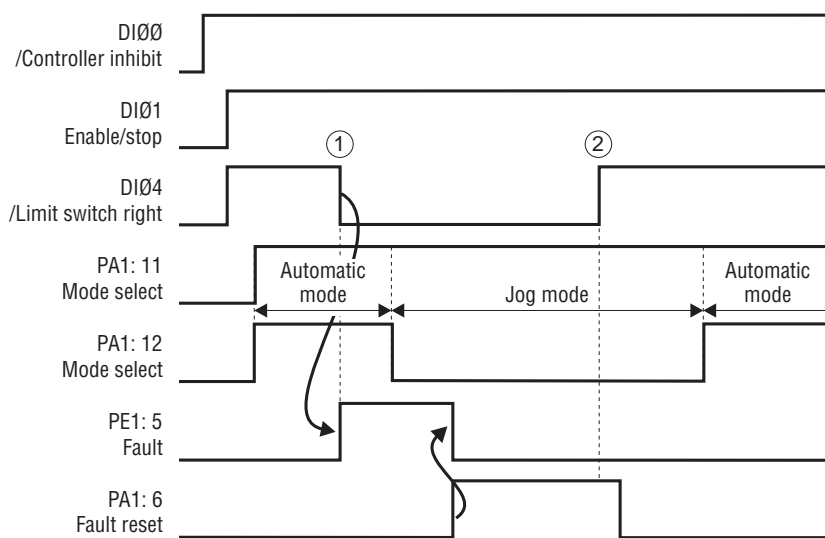 DIØØ
/Controller inhibit
DIØ1
Enable/stop
1
2
DIØ4
/Limit switch right
PA1: 11
Mode select
Automatic
mode
Jog mode
Automatic
mode
PA1: 12
Mode select
PE1: 5
Fault
PA1: 6
Fault reset